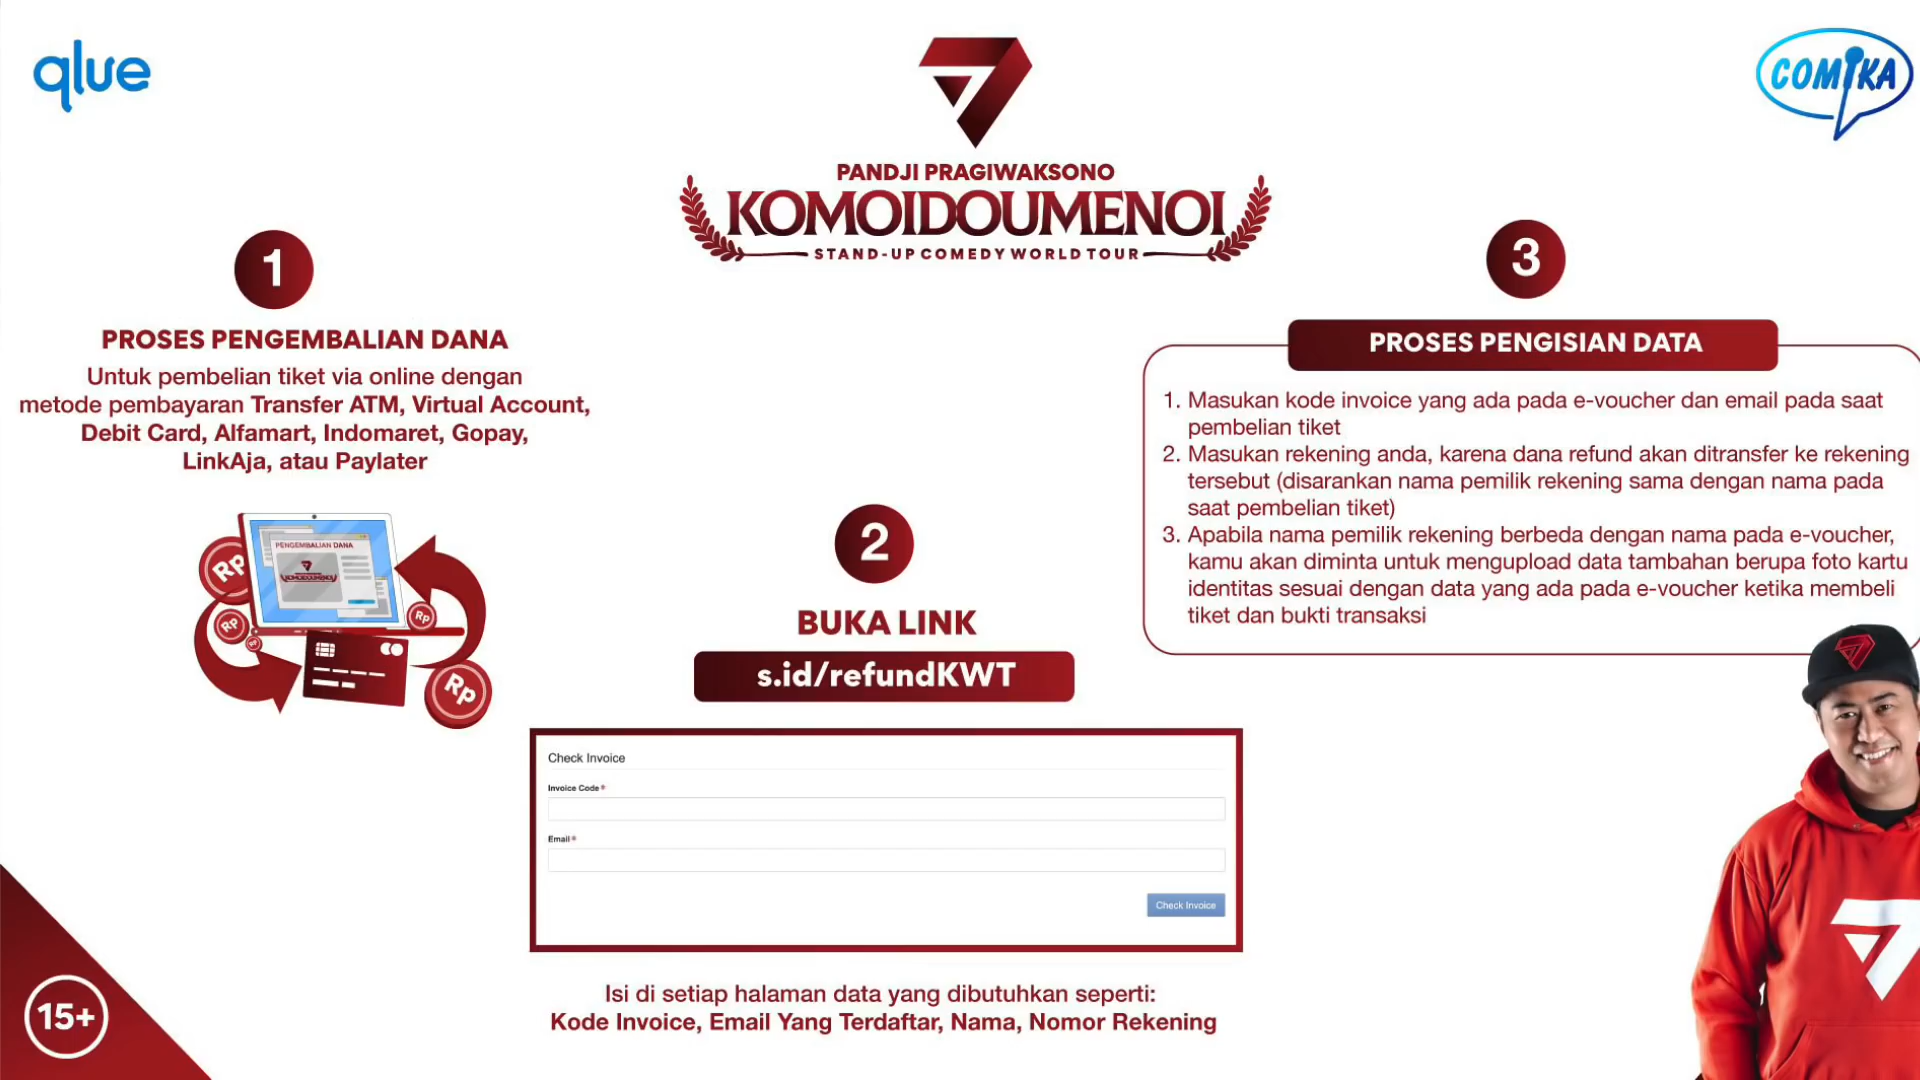 qlue
COMIKA
PANDJI PRAGIWAKSONO
KOMOIDOUMENOI
STAND-UP COMEDY WORLD TOUR
1
PROSES PENGEMBALIAN DANA
Untuk pembelian tiket via online dengan
metode pembayaran Transfer ATM, Virtual Account,
Debit Card, Alfamart, Indomaret, Gopay,
LinkAja, atau Paylater
PENGEMBALIAN DANA
KOMOIDOUMENOI
Rp
Rp
Rp
Rp
Rp
2
BUKA LINK
s.id/refundKWT
Check Invoice
Invoice Code *
Email *
Check Invoice
Isi di setiap halaman data yang dibutuhkan seperti:
Kode Invoice, Email Yang Terdaftar, Nama, Nomor Rekening
3
PROSES PENGISIAN DATA
1. Masukan kode invoice yang ada pada e-voucher dan email pada saat
pembelian tiket
2. Masukan rekening anda, karena dana refund akan ditransfer ke rekening
tersebut (disarankan nama pemilik rekening sama dengan nama pada
saat pembelian tiket)
3. Apabila nama pemilik rekening berbeda dengan nama pada e-voucher,
kamu akan diminta untuk mengupload data tambahan berupa foto kartu
identitas sesuai dengan data yang ada pada e-voucher ketika membeli
tiket dan bukti transaksi
15+